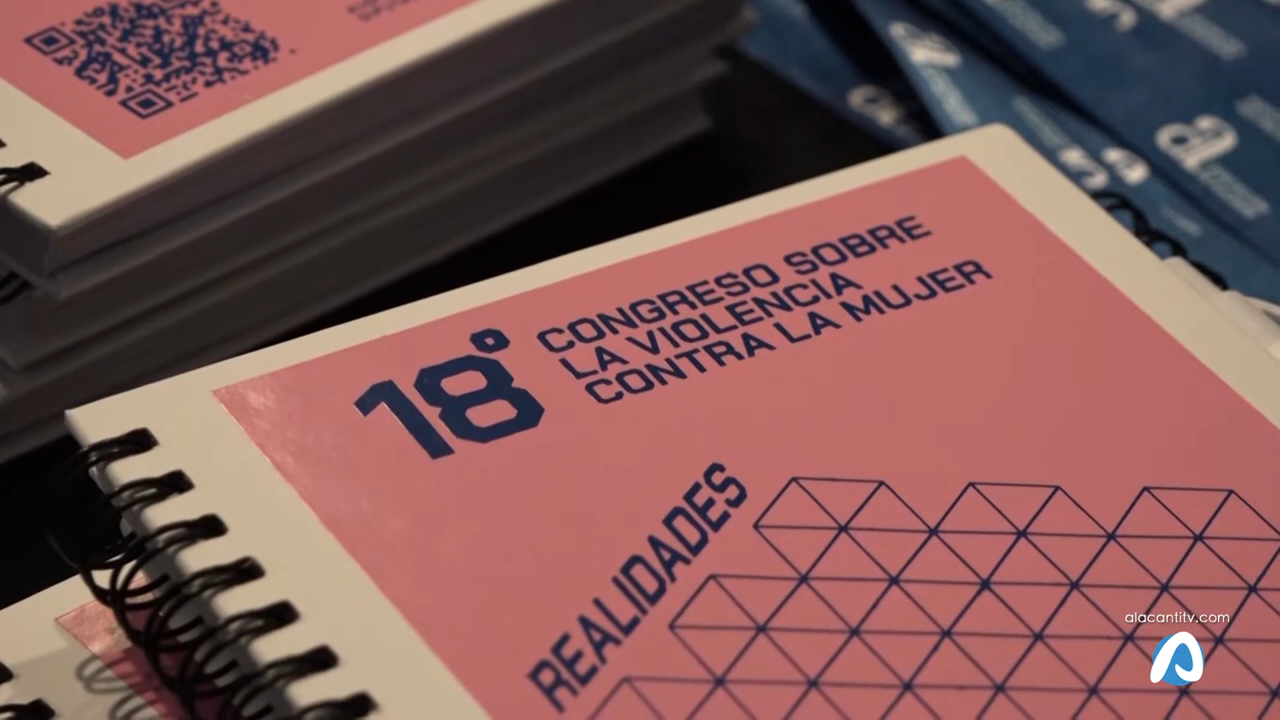 18° CONGRESO SOBRE
LA VIOLENCIA
CONTRA LA MUJER
REALIDADES
alacantitv.com